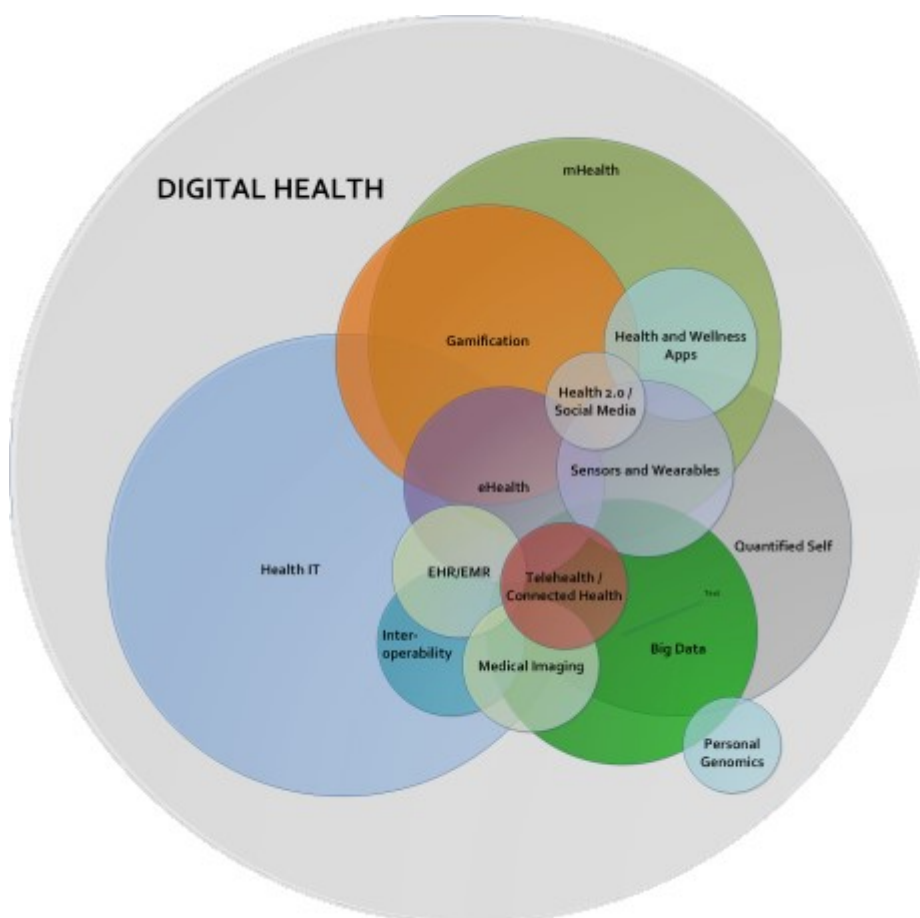 mHealth
DIGITAL HEALTH
Gamification
Health and Wellness
Apps
Health 2.0 /
Social Media
Sensors and Wearables
eHealth
Quantified Self
Health IT
EHR/EMR
Telehealth /
Connected Health
Text
Inter-
operability
Big Data
Medical Imaging
Personal
Genomics